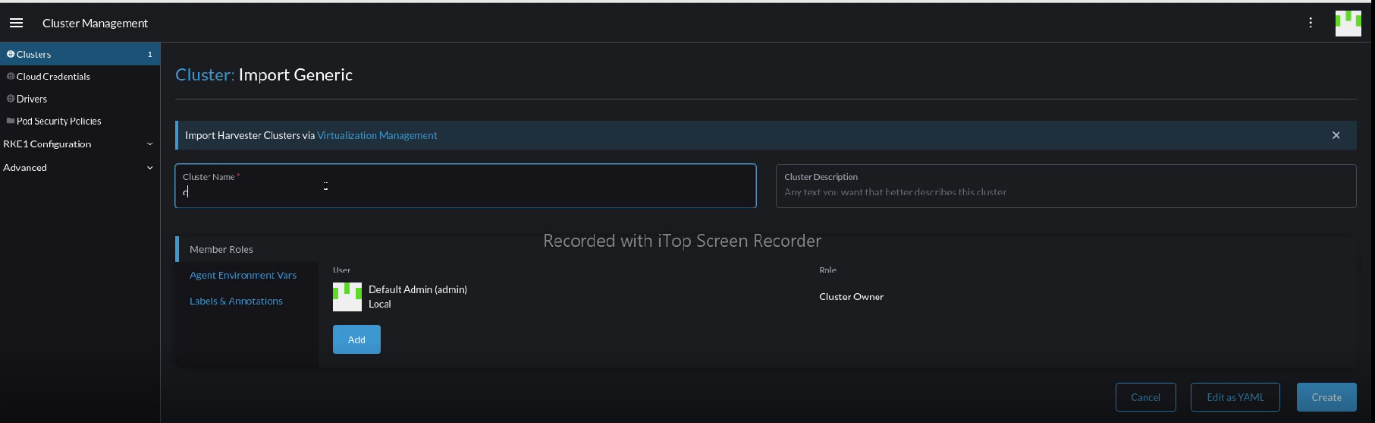 Cluster Management
Clusters 1
Cloud Credentials
Drivers
Pod Security Policies
RKE1 Configuration
Advanced
Cluster: Import Generic
Import Harvester Clusters via Virtualization Management
Cluster Name *
c
Cluster Description
Any text you want that better describes this cluster
Recorded with iTop Screen Recorder
Member Roles
Agent Environment Vars
Labels & Annotations
User
Role
Default Admin (admin)
Local
Cluster Owner
Add
Cancel
Edit as YAML
Create